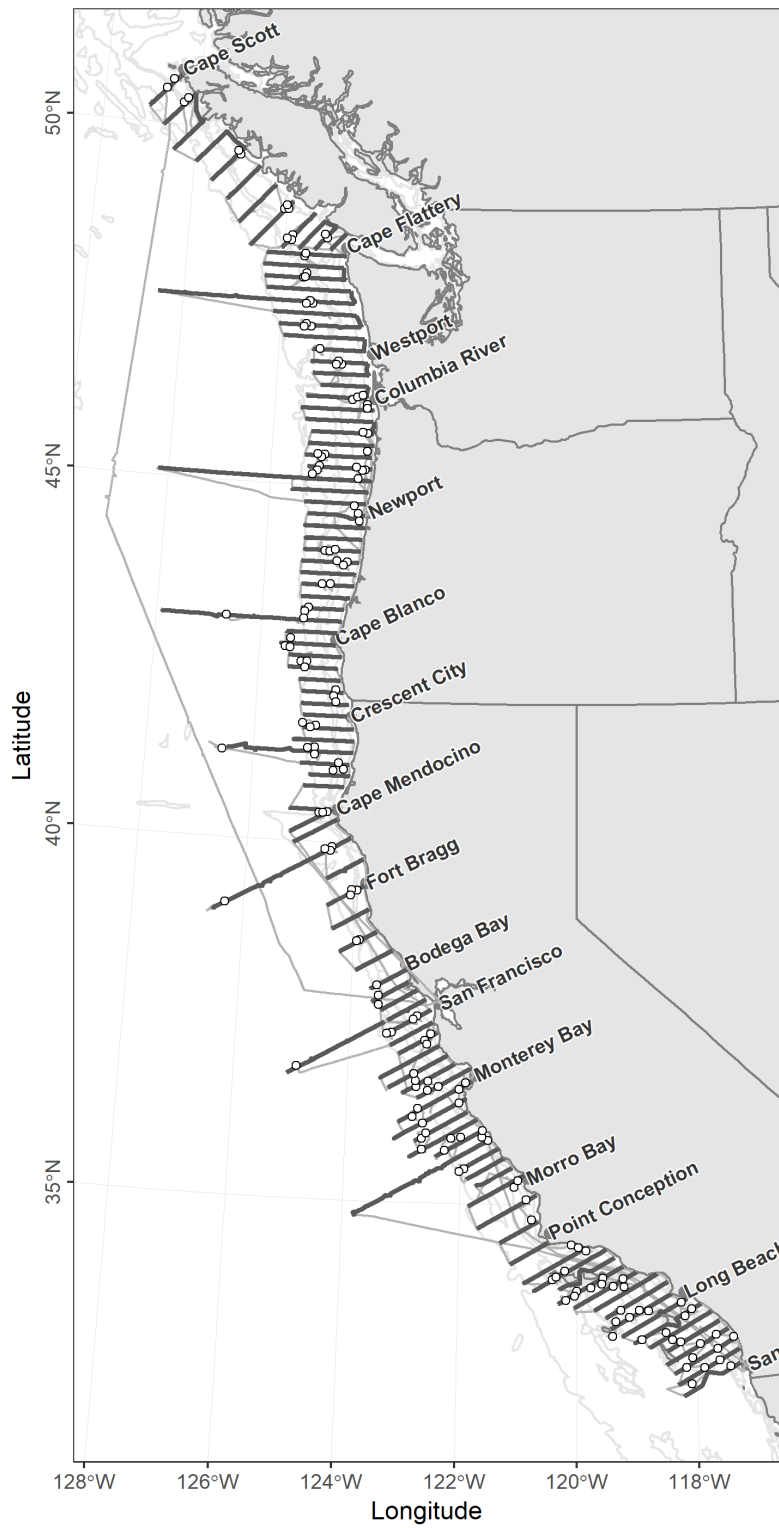 Cape Scott
50°N
Cape Flattery
Westport
Columbia River
45°N
Newport
Cape Blanco
Crescent City
Latitude
Cape Mendocino
40°N
Fort Bragg
Bodega Bay
San Francisco
Monterey Bay
Morro Bay
35°N
Point Conception
Long Beach
San
128°W
126°W
124°W
122°W
120°W
118°W
Longitude